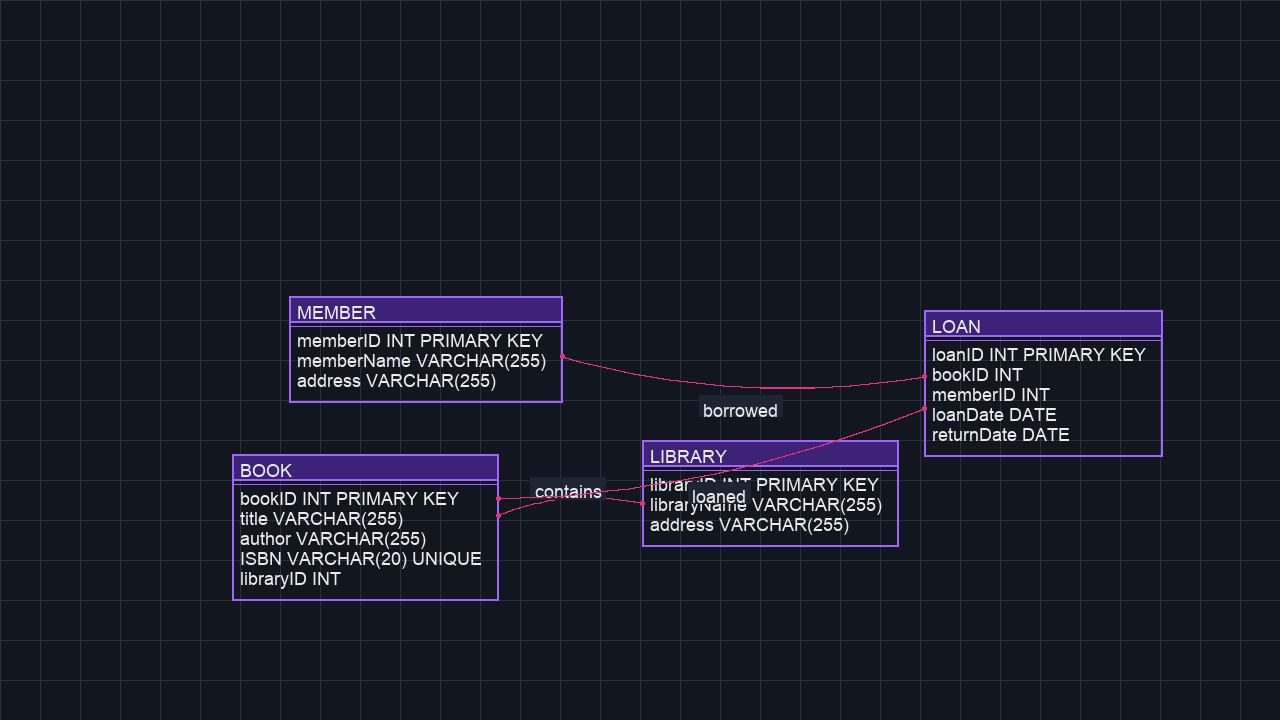 MEMBER
memberID INT PRIMARY KEY
memberName VARCHAR(255)
address VARCHAR(255)
LOAN
loanID INT PRIMARY KEY
bookID INT
memberID INT
loanDate DATE
returnDate DATE
borrowed
BOOK
bookID INT PRIMARY KEY
title VARCHAR(255)
author VARCHAR(255)
ISBN VARCHAR(20) UNIQUE
libraryID INT
contains
LIBRARY
libraryID INT PRIMARY KEY
libraryName VARCHAR(255)
address VARCHAR(255)
loaned